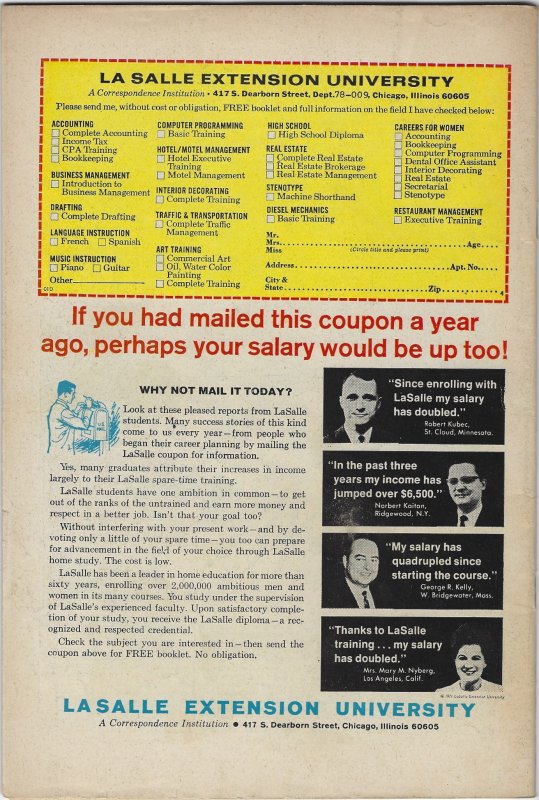 LA SALLE EXTENSION UNIVERSITY
A Correspondence Institution • 417 S. Dearborn Street, Dept. 78-009, Chicago, Illinois 60605
Please send me, without cost or obligation, FREE booklet and full information on the field I have checked below:
ACCOUNTING
Complete Accounting
Income Tax
CPA Training
Bookkeeping
BUSINESS MANAGEMENT
Introduction to
Business Management
DRAFTING
Complete Drafting
LANGUAGE INSTRUCTION
French Spanish
MUSIC INSTRUCTION
Piano Guitar
Other
COMPUTER PROGRAMMING
Basic Training
HOTEL/MOTEL MANAGEMENT
Hotel Executive
Training
Motel Management
INTERIOR DECORATING
Complete Training
TRAFFIC & TRANSPORTATION
Complete Traffic
Management
ART TRAINING
Commercial Art
Oil, Water Color
Painting
Complete Training
HIGH SCHOOL
High School Diploma
REAL ESTATE
Complete Real Estate
Real Estate Brokerage
Real Estate Management
STENOTYPE
Machine Shorthand
DIESEL MECHANICS
Basic Training
CAREERS FOR WOMEN
Accounting
Bookkeeping
Computer Programming
Dental Office Assistant
Interior Decorating
Real Estate
Secretarial
Stenotype
RESTAURANT MANAGEMENT
Executive Training
Mr.
Mrs. Age
Miss (Circle title and please print)
Address Apt. No.
City &
State Zip
4
If you had mailed this coupon a year
ago, perhaps your salary would be up too!
WHY NOT MAIL IT TODAY?
Look at these pleased reports from LaSalle
students. Many success stories of this kind
come to us every year—from people who
began their career planning by mailing the
LaSalle coupon for information.
Yes, many graduates attribute their increases in income
largely to their LaSalle spare-time training.
LaSalle students have one ambition in common—to get
out of the ranks of the untrained and earn more money and
respect in a better job. Isn't that your goal too?
Without interfering with your present work—and by de-
voting only a little of your spare time—you too can prepare
for advancement in the field of your choice through LaSalle
home study. The cost is low.
LaSalle has been a leader in home education for more than
sixty years, enrolling over 2,000,000 ambitious men and
women in its many courses. You study under the supervision
of LaSalle's experienced faculty. Upon satisfactory comple-
tion of your study, you receive the LaSalle diploma—a rec-
ognized and respected credential.
Check the subject you are interested in—then send the
coupon above for FREE booklet. No obligation.
"Since enrolling with
LaSalle my salary
has doubled."
Robert Kubec,
St. Cloud, Minnesota.
"In the past three
years my income has
jumped over $6,500."
Norbert Kaiton,
Ridgewood, N.Y.
"My salary has
quadrupled since
starting the course."
George R. Kelly,
W. Bridgewater, Mass.
"Thanks to LaSalle
training ... my salary
has doubled."
Mrs. Mary M. Nyberg,
Los Angeles, Calif.
LaSalle Extension University
LA SALLE EXTENSION UNIVERSITY
A Correspondence Institution • 417 S. Dearborn Street, Chicago, Illinois 60605